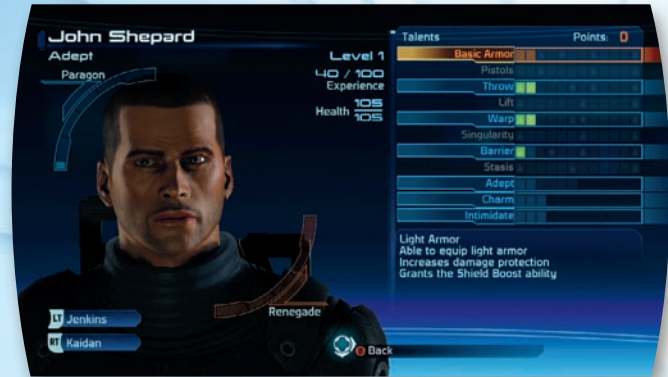 John Shepard
Adept
Level 1
Paragon
40 / 100
Experience
Health 105
105
Renegade
LT Jenkins
RT Kaidan
Talents Points: 0
Basic Armor
Pistols
Throw
Lift
Warp
Singularity
Barrier
Stasis
Adept
Charm
Intimidate
Light Armor
Able to equip light armor
Increases damage protection
Grants the Shield Boost ability
B Back